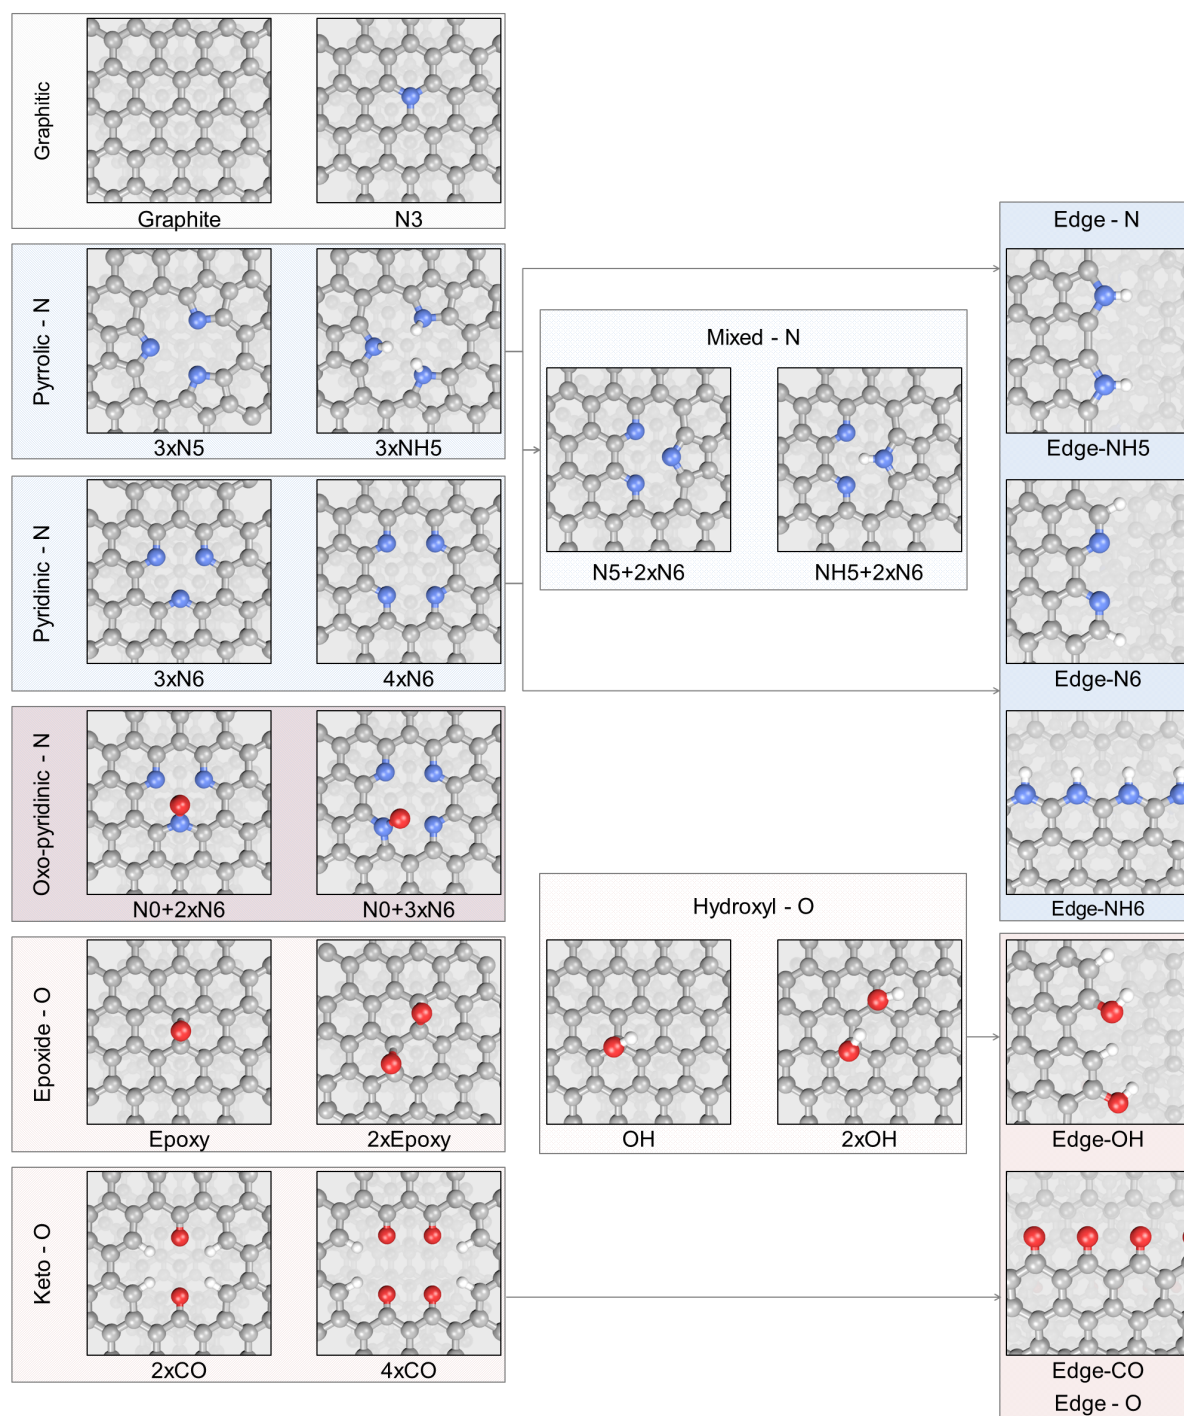 Graphitic
Graphite
N3
Pyrrolic - N
3xN5
3xNH5
Pyridinic - N
3xN6
4xN6
Oxo-pyridinic - N
N0+2xN6
N0+3xN6
Epoxide - O
Epoxy
2xEpoxy
Keto - O
2xCO
4xCO
Mixed - N
N5+2xN6
NH5+2xN6
Hydroxyl - O
OH
2xOH
Edge - N
Edge-NH5
Edge-N6
Edge-NH6
Edge-OH
Edge-CO
Edge - O